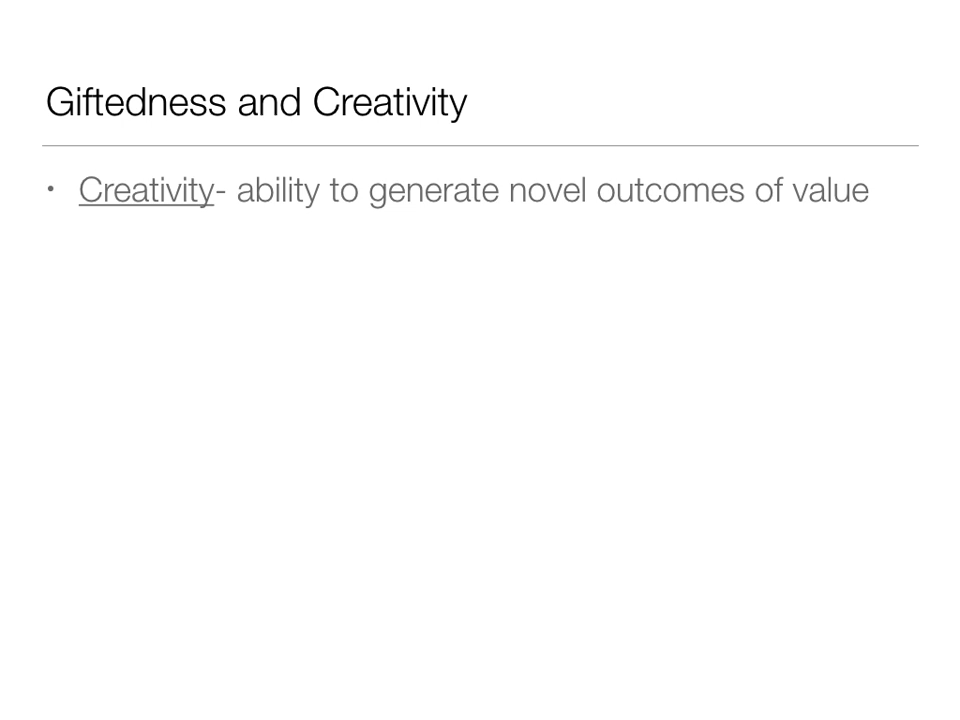 Giftedness and Creativity
• Creativity- ability to generate novel outcomes of value